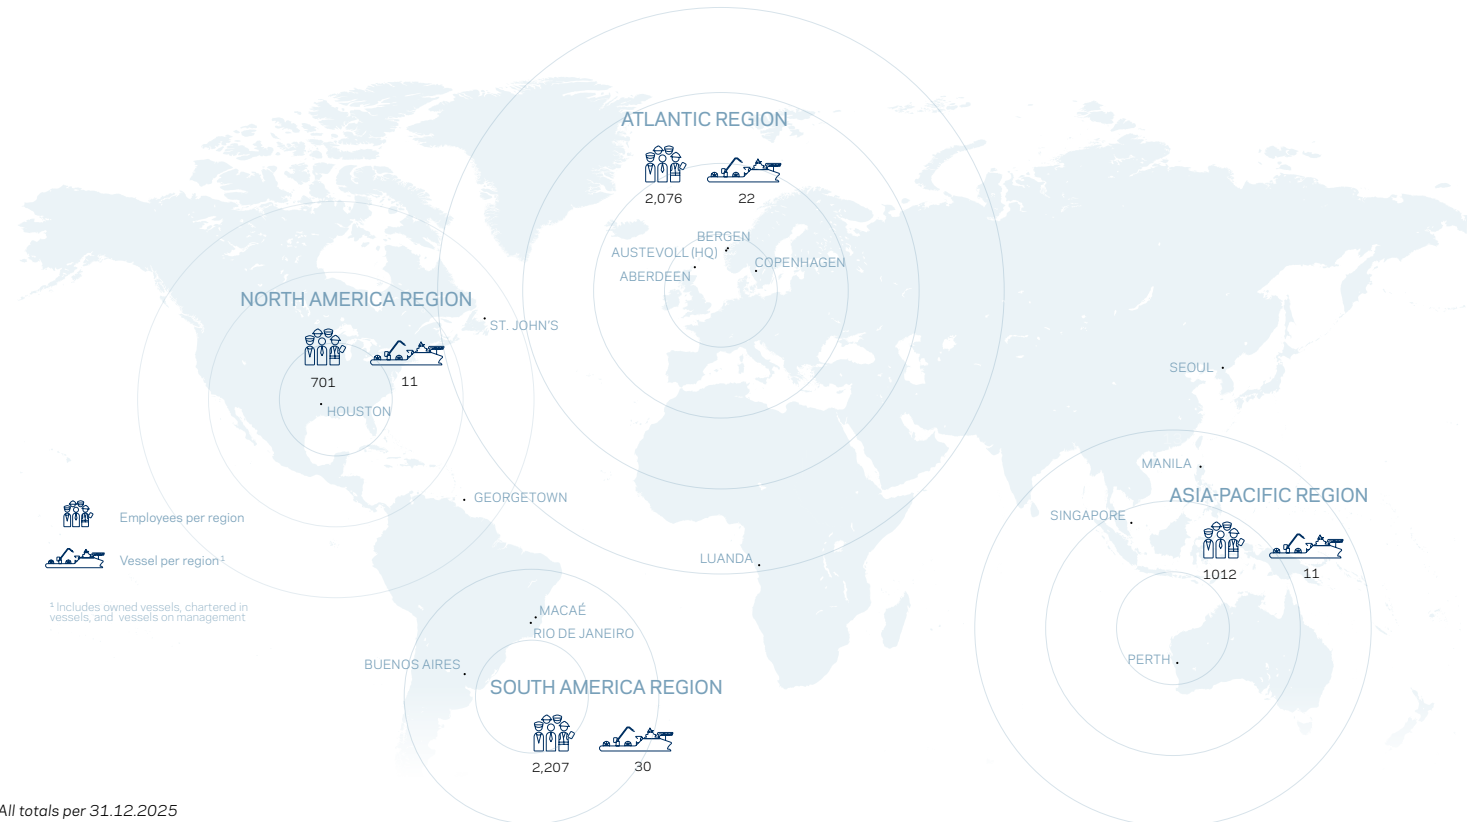 ATLANTIC REGION
2,076
22
BERGEN
AUSTEVOLL (HQ)
COPENHAGEN
ABERDEEN
NORTH AMERICA REGION
ST. JOHN'S
701
11
HOUSTON
SEOUL
MANILA
ASIA-PACIFIC REGION
SINGAPORE
1012
11
GEORGETOWN
Employees per region
Vessel per region¹
¹ Includes owned vessels, chartered in
vessels, and vessels on management
LUANDA
MACAÉ
RIO DE JANEIRO
BUENOS AIRES
PERTH
SOUTH AMERICA REGION
2,207
30
All totals per 31.12.2025